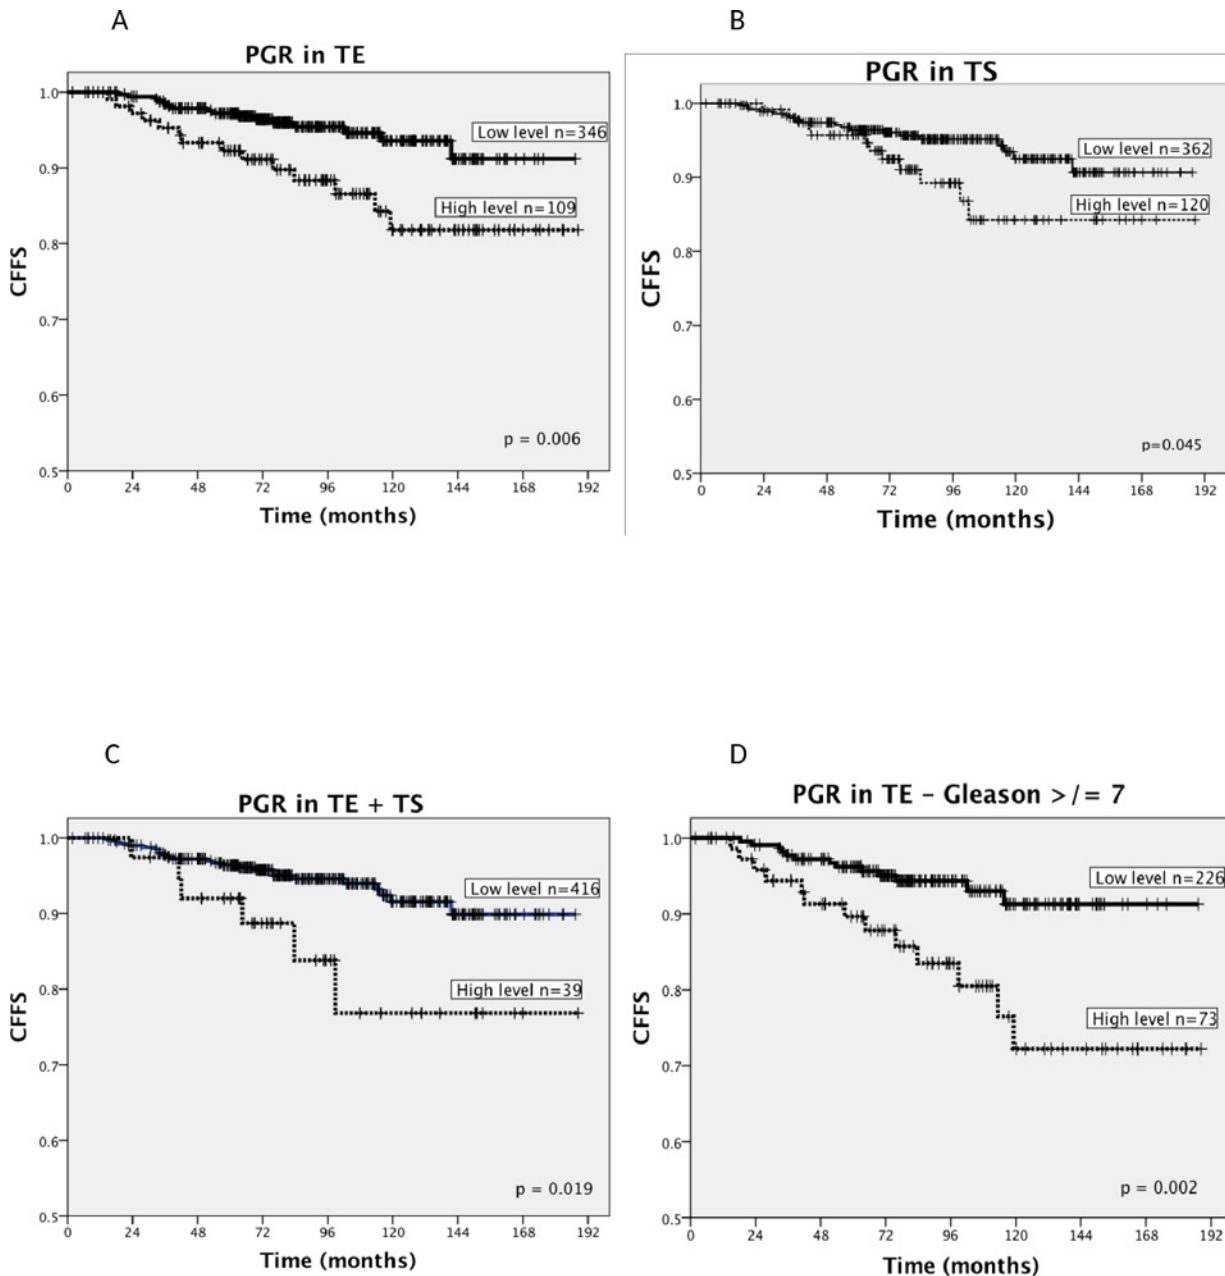 A
PGR in TE
CFFS
1.0
0.9
0.8
0.7
0.6
0.5
Low level n=346
High level n=109
p = 0.006
0 24 48 72 96 120 144 168 192
Time (months)
B
PGR in TS
CFFS
1.0
0.9
0.8
0.7
0.6
0.5
Low level n=362
High level n=120
p=0.045
0 24 48 72 96 120 144 168 192
Time (months)
C
PGR in TE + TS
CFFS
1.0
0.9
0.8
0.7
0.6
0.5
Low level n=416
High level n=39
p = 0.019
0 24 48 72 96 120 144 168 192
Time (months)
D
PGR in TE – Gleason >/= 7
CFFS
1.0
0.9
0.8
0.7
0.6
0.5
Low level n=226
High level n=73
p = 0.002
0 24 48 72 96 120 144 168 192
Time (months)